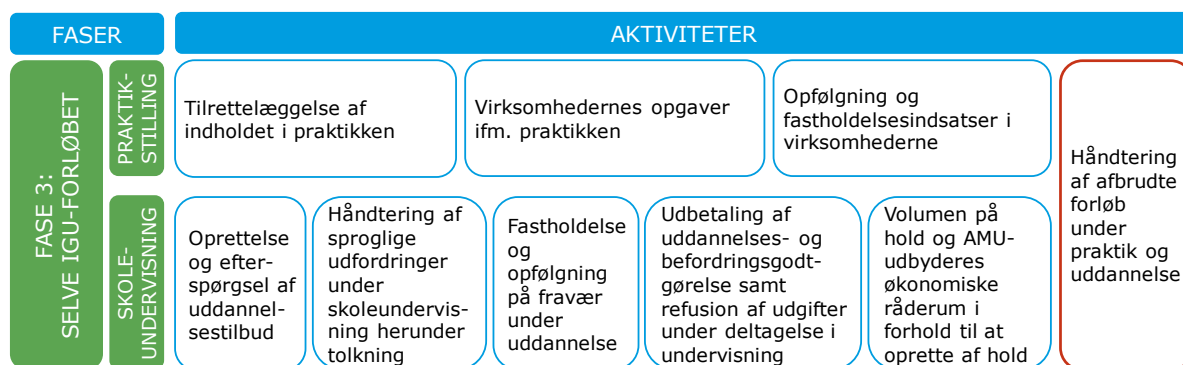 FASER
AKTIVITETER
FASE 3:
SELVE IGU-FORLØBET
PRAKTIK-
STILLING
Tilrettelæggelse af
indholdet i praktikken
Virksomhedernes opgaver
ifm. praktikken
Opfølgning og
fastholdelsesindsatser i
virksomhederne
Håndtering
af afbrudte
forløb
under
praktik og
uddannelse
SKOLE-
UNDERVISNING
Oprettelse
og efter-
spørgsel af
uddannel-
sestilbud
Håndtering af
sproglige
udfordringer
under
skoleundervis-
ning herunder
tolkning
Fastholdelse
og
opfølgning
på fravær
under
uddannelse
Udbetaling af
uddannelses- og
befordringsgodt-
gørelse samt
refusion af udgifter
under deltagelse i
undervisning
Volumen på
hold og AMU-
udbyderes
økonomiske
råderum i
forhold til at
oprette af hold